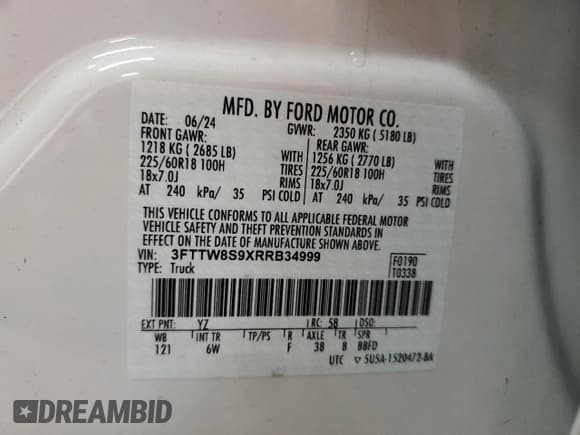 MFD. BY FORD MOTOR CO.
DATE: 06/24 GVWR: 2350 KG ( 5180 LB)
FRONT GAWR: REAR GAWR:
1218 KG ( 2685 LB) WITH 1256 KG ( 2770 LB) WITH
225/60R18 100H TIRES 225/60R18 100H TIRES
18x7.0J RIMS 18x7.0J RIMS
AT 240 kPa/ 35 PSI COLD AT 240 kPa/ 35 PSI COLD
THIS VEHICLE CONFORMS TO ALL APPLICABLE FEDERAL MOTOR
VEHICLE SAFETY AND THEFT PREVENTION STANDARDS IN
EFFECT ON THE DATE OF MANUFACTURE SHOWN ABOVE.
VIN: 3FTTW8S9XRRB34999 F0190
TYPE: Truck T0338
EXT PNT: YZ RC: 58 DSO:
WB INT TR TP/PS R AXLE TR SPR
121 6W F 38 8 BBFD
UTC ▽ 5U5A-1520472-BA
DREAMBID